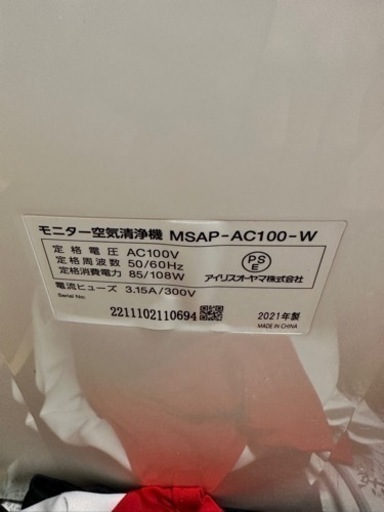 モニター空気清浄機 MSAP-AC100-W
定格電圧 AC100V
定格周波数 50/60Hz
定格消費電力 85/108W
PS
E
アイリスオーヤマ株式会社
電流ヒューズ 3.15A/300V
Serial No:
2211102110694
2021年製
MADE IN CHINA